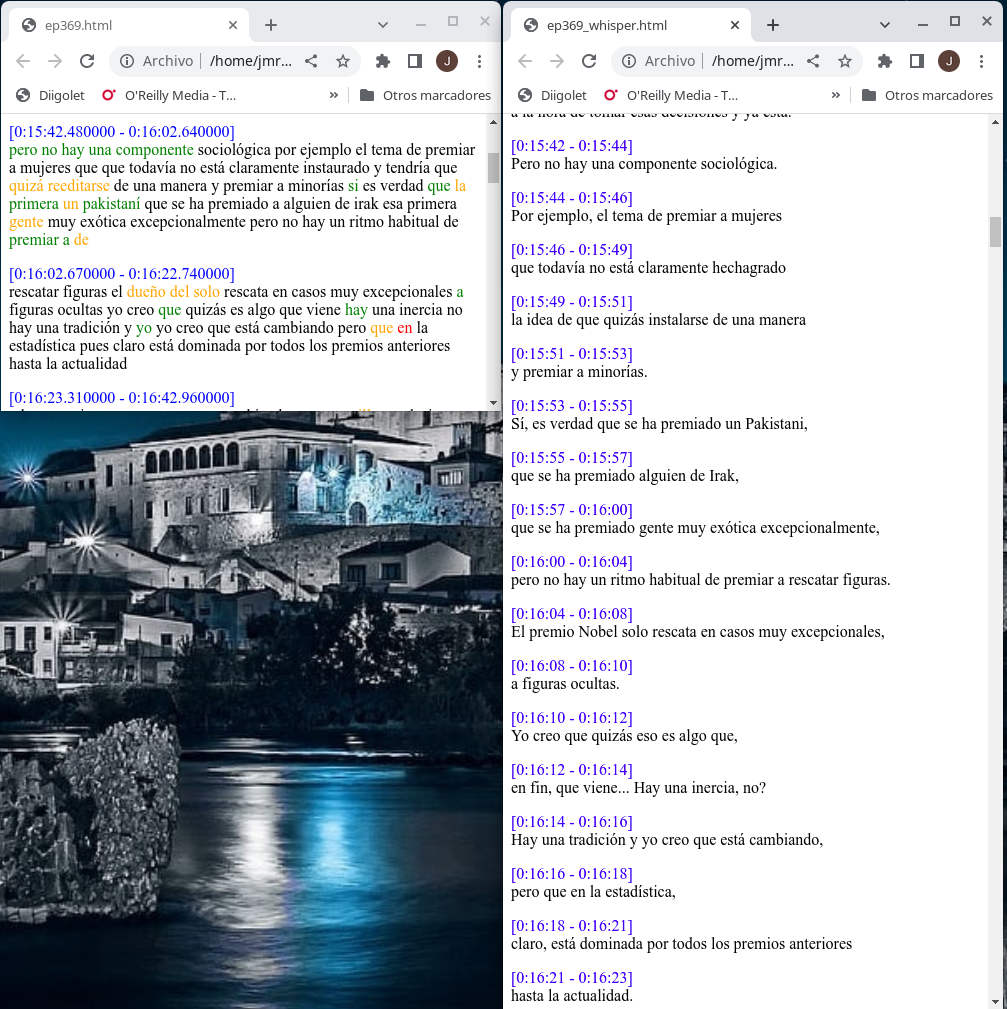 ep369.html
Archivo | /home/jmr...
J
Diigolet
O'Reilly Media - T...
»
Otros marcadores
[0:15:42.480000 - 0:16:02.640000]
pero no hay una componente sociológica por ejemplo el tema de premiar
a mujeres que que todavía no está claramente instaurado y tendría que
quizá reeditarse de una manera y premiar a minorías si es verdad que la
primera un pakistaní que se ha premiado a alguien de irak esa primera
gente muy exótica excepcionalmente pero no hay un ritmo habitual de
premiar a de
[0:16:02.670000 - 0:16:22.740000]
rescatar figuras el dueño del solo rescata en casos muy excepcionales a
figuras ocultas yo creo que quizás es algo que viene hay una inercia no
hay una tradición y yo yo creo que está cambiando pero que en la
estadística pues claro está dominada por todos los premios anteriores
hasta la actualidad
[0:16:23.310000 - 0:16:42.960000]
ep369_whisper.html
Archivo | /home/jmr...
J
Diigolet
O'Reilly Media - T...
»
Otros marcadores
a la hora de tomar esas decisiones y ya está.
[0:15:42 - 0:15:44]
Pero no hay una componente sociológica.
[0:15:44 - 0:15:46]
Por ejemplo, el tema de premiar a mujeres
[0:15:46 - 0:15:49]
que todavía no está claramente hechagrado
[0:15:49 - 0:15:51]
la idea de que quizás instalarse de una manera
[0:15:51 - 0:15:53]
y premiar a minorías.
[0:15:53 - 0:15:55]
Sí, es verdad que se ha premiado un Pakistani,
[0:15:55 - 0:15:57]
que se ha premiado alguien de Irak,
[0:15:57 - 0:16:00]
que se ha premiado gente muy exótica excepcionalmente,
[0:16:00 - 0:16:04]
pero no hay un ritmo habitual de premiar a rescatar figuras.
[0:16:04 - 0:16:08]
El premio Nobel solo rescata en casos muy excepcionales,
[0:16:08 - 0:16:10]
a figuras ocultas.
[0:16:10 - 0:16:12]
Yo creo que quizás eso es algo que,
[0:16:12 - 0:16:14]
en fin, que viene... Hay una inercia, no?
[0:16:14 - 0:16:16]
Hay una tradición y yo creo que está cambiando,
[0:16:16 - 0:16:18]
pero que en la estadística,
[0:16:18 - 0:16:21]
claro, está dominada por todos los premios anteriores
[0:16:21 - 0:16:23]
hasta la actualidad.